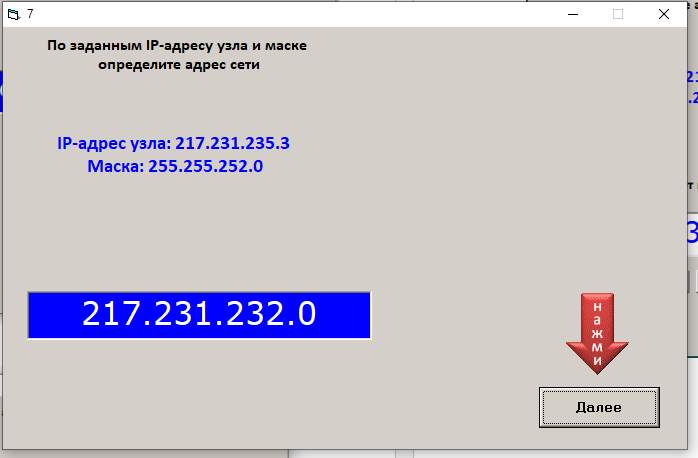 7
По заданным IP-адресу узла и маске
определите адрес сети
IP-адрес узла: 217.231.235.3
Маска: 255.255.252.0
217.231.232.0
нажми
Далее